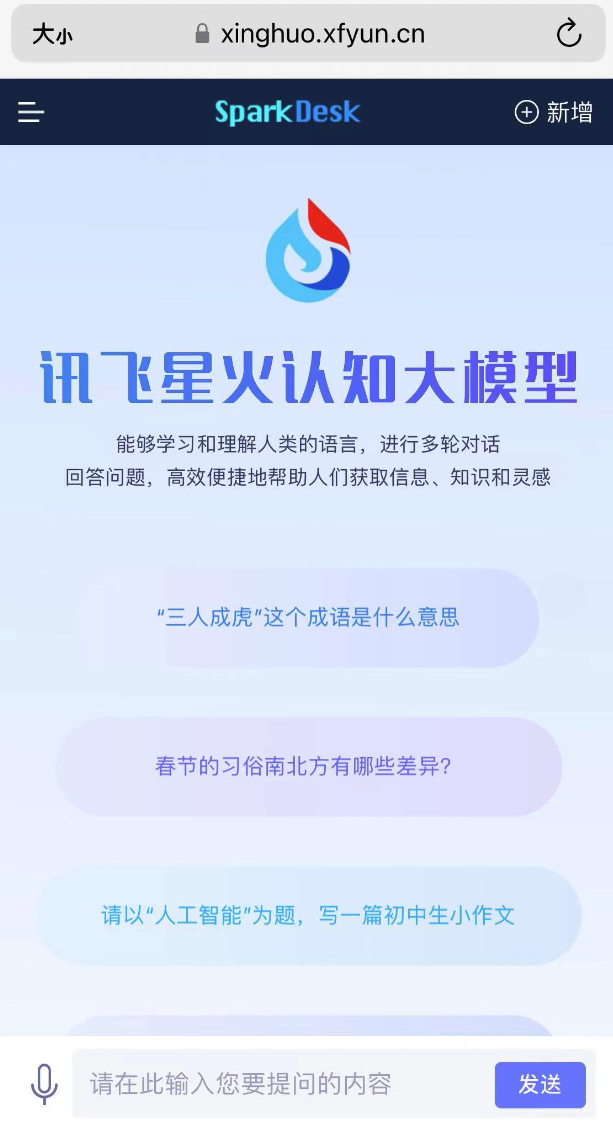 大小
xinghuo.xfyun.cn
SparkDesk
新增
讯飞星火认知大模型
能够学习和理解人类的语言，进行多轮对话
回答问题，高效便捷地帮助人们获取信息、知识和灵感
“三人成虎”这个成语是什么意思
春节的习俗南北方有哪些差异?
请以“人工智能”为题，写一篇初中生小作文
请在此输入您要提问的内容
发送